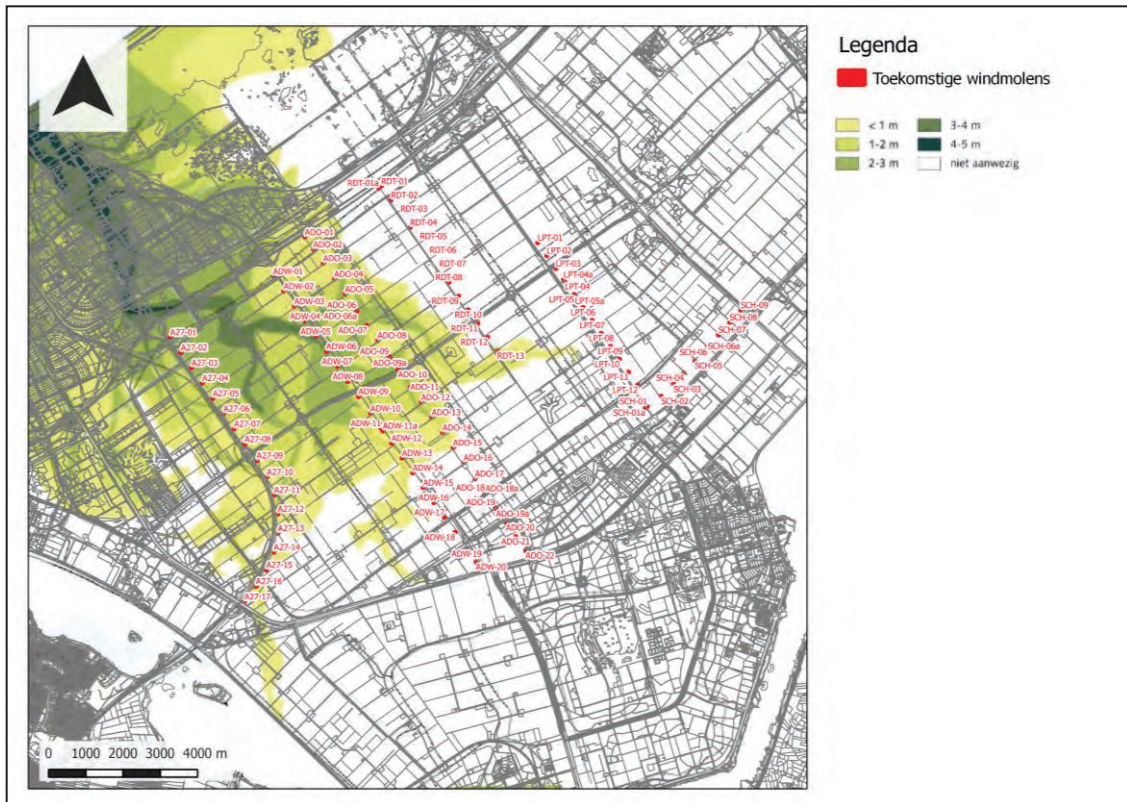 Legenda
Toekomstige windmolens
< 1 m
1-2 m
2-3 m
3-4 m
4-5 m
niet aanwezig
RDT-01a
RDT-01
RDT-02
RDT-03
RDT-04
RDT-05
RDT-06
RDT-07
RDT-08
RDT-09
RDT-10
RDT-11
RDT-12
RDT-13
LPT-01
LPT-02
LPT-03
LPT-04a
LPT-04
LPT-05
LPT-05a
LPT-06
LPT-07
LPT-08
LPT-09
LPT-10
LPT-11
LPT-12
SCH-09
SCH-08
SCH-07
SCH-06a
SCH-06
SCH-05
SCH-04
SCH-03
SCH-02
SCH-01
SCH-01a
ADO-01
ADO-02
ADO-03
ADO-04
ADO-05
ADO-06
ADO-06a
ADO-07
ADO-08
ADO-09
ADO-09a
ADO-10
ADO-11
ADO-12
ADO-13
ADO-14
ADO-15
ADO-16
ADO-17
ADO-18
ADO-18a
ADO-19
ADO-19a
ADO-20
ADO-21
ADO-22
ADW-01
ADW-02
ADW-03
ADW-04
ADW-05
ADW-06
ADW-07
ADW-08
ADW-09
ADW-10
ADW-11
ADW-11a
ADW-12
ADW-13
ADW-14
ADW-15
ADW-16
ADW-17
ADW-18
ADW-19
ADW-20
A27-01
A27-02
A27-03
A27-04
A27-05
A27-06
A27-07
A27-08
A27-09
A27-10
A27-11
A27-12
A27-13
A27-14
A27-15
A27-16
A27-17
0 1000 2000 3000 4000 m